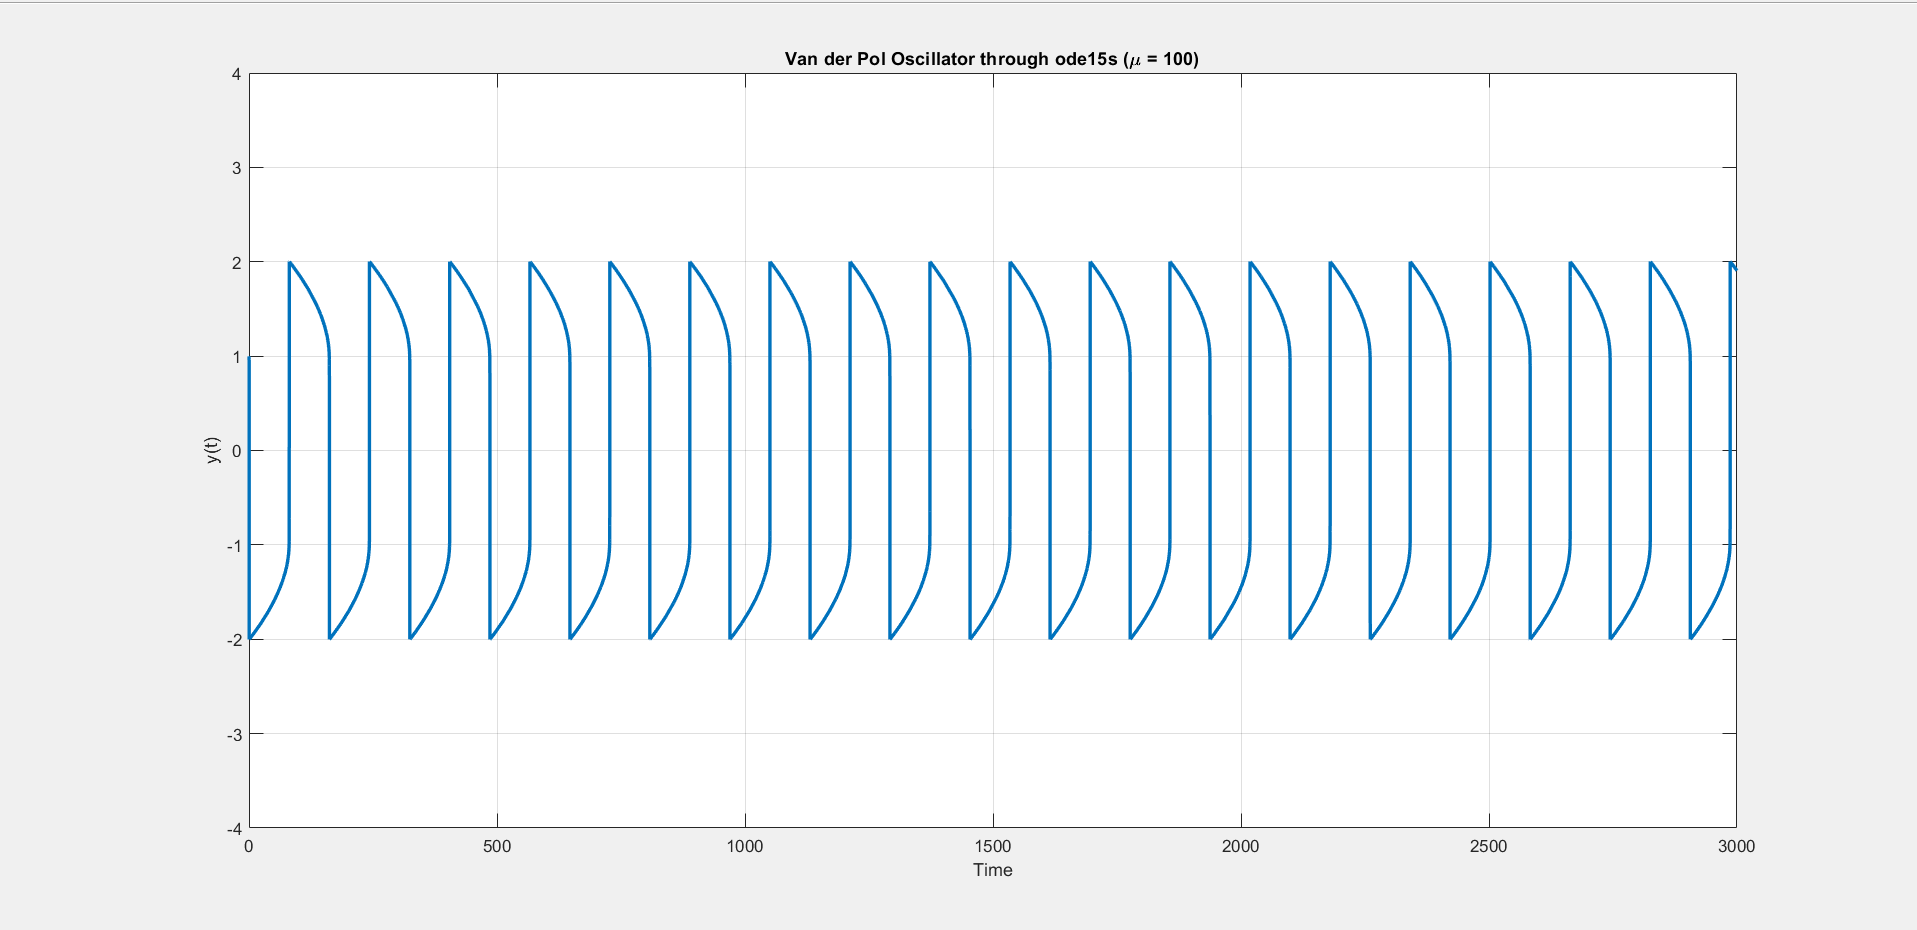 Van der Pol Oscillator through ode15s (μ = 100)
4
3
2
1
0
-1
-2
-3
-4
y(t)
0 500 1000 1500 2000 2500 3000
Time